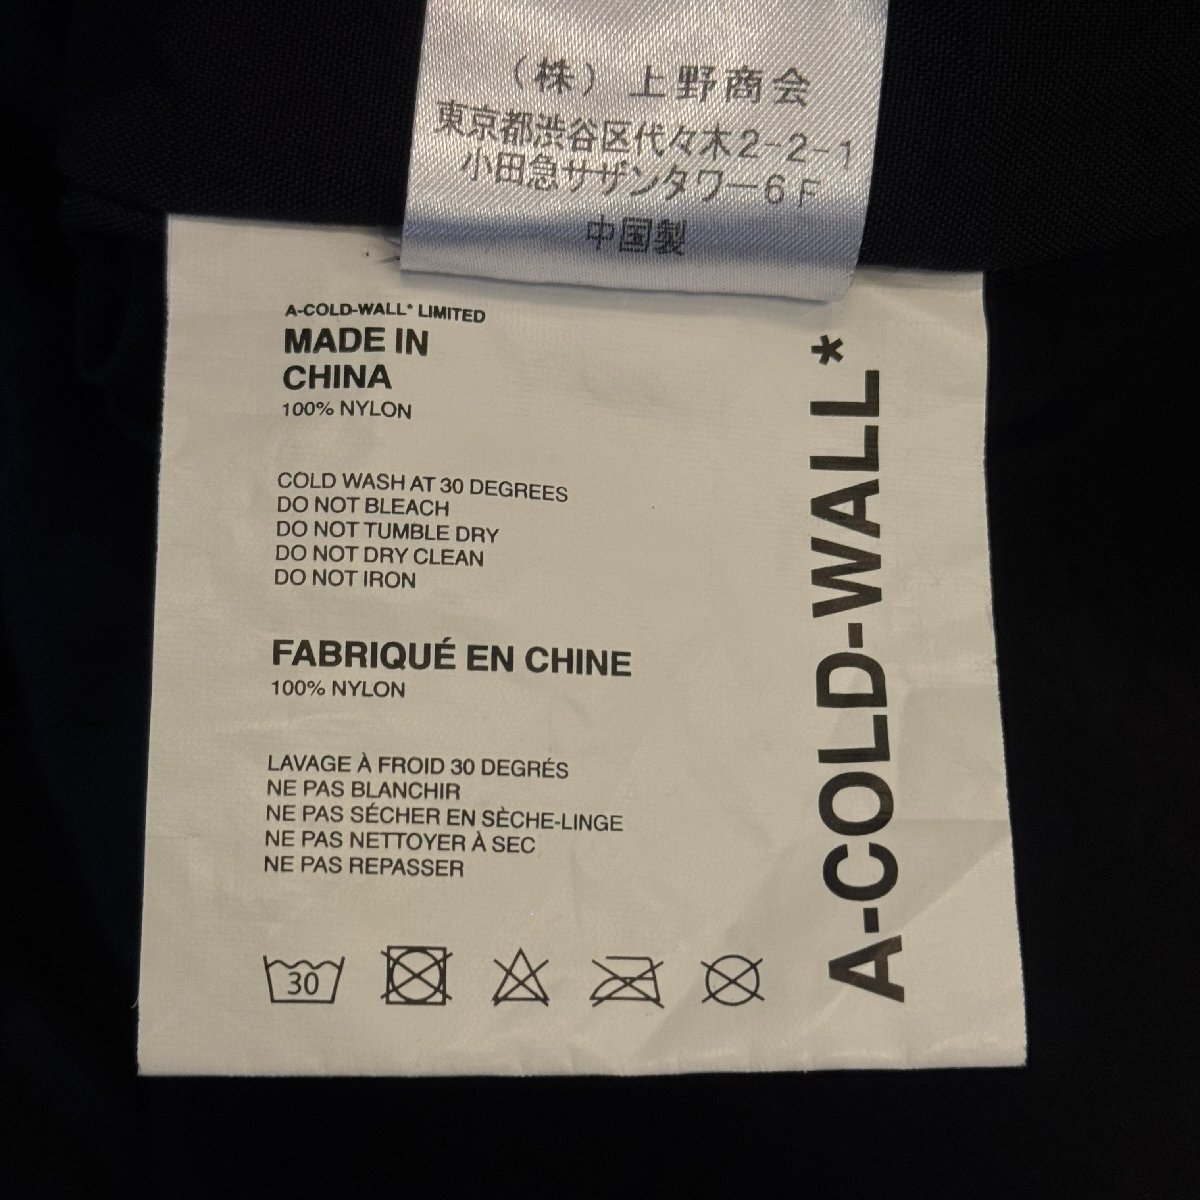 （株）上野商会
東京都渋谷区代々木2-2-1
小田急サザンタワー6F
中国製
A-COLD-WALL* LIMITED
MADE IN
CHINA
100% NYLON
COLD WASH AT 30 DEGREES
DO NOT BLEACH
DO NOT TUMBLE DRY
DO NOT DRY CLEAN
DO NOT IRON
FABRIQUÉ EN CHINE
100% NYLON
LAVAGE À FROID 30 DEGRÉS
NE PAS BLANCHIR
NE PAS SÉCHER EN SÈCHE-LINGE
NE PAS NETTOYER À SEC
NE PAS REPASSER
30
A-COLD-WALL*